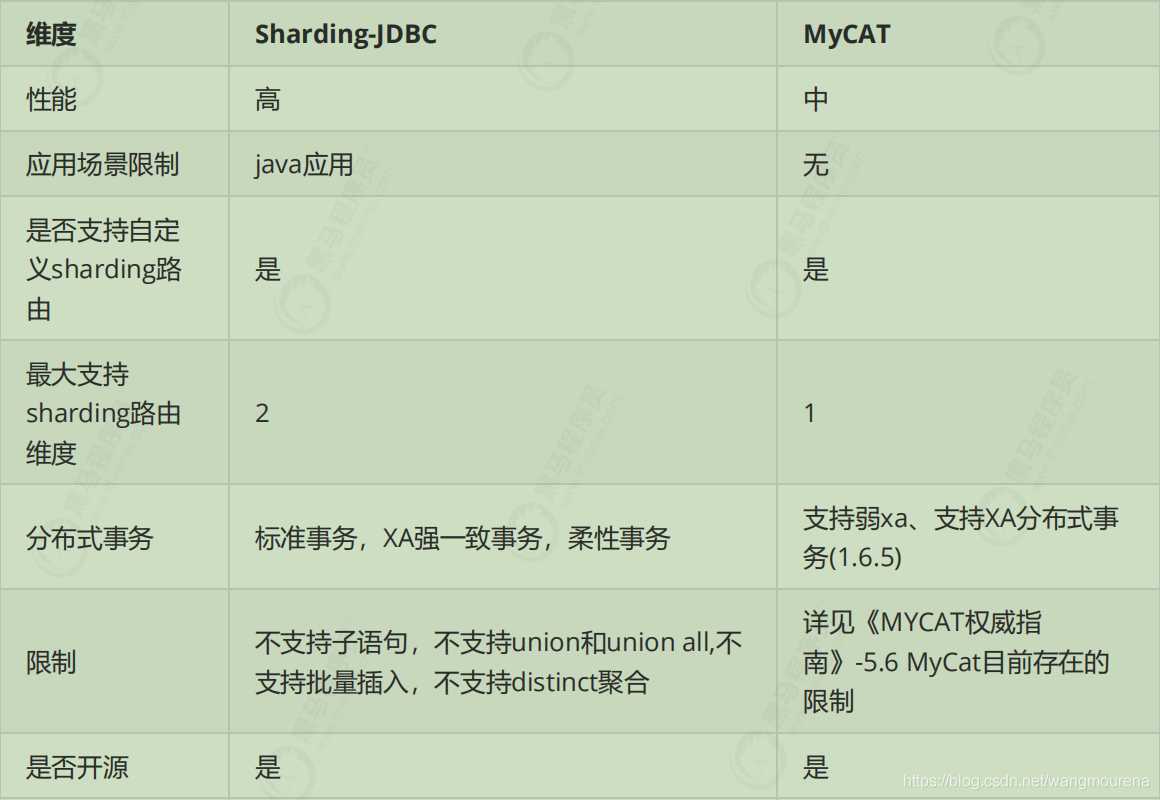 维度
Sharding-JDBC
MyCAT
性能
高
中
应用场景限制
java应用
无
是否支持自定
义sharding路
由
是
是
最大支持
sharding路由
维度
2
1
分布式事务
标准事务，XA强一致事务，柔性事务
支持弱xa、支持XA分布式事
务(1.6.5)
限制
不支持子语句，不支持union和union all,不
支持批量插入，不支持distinct聚合
详见《MYCAT权威指
南》-5.6 MyCat目前存在的
限制
是否开源
是
是
黑马程序员
www.itheima.com
https://blog.csdn.net/wangmourena